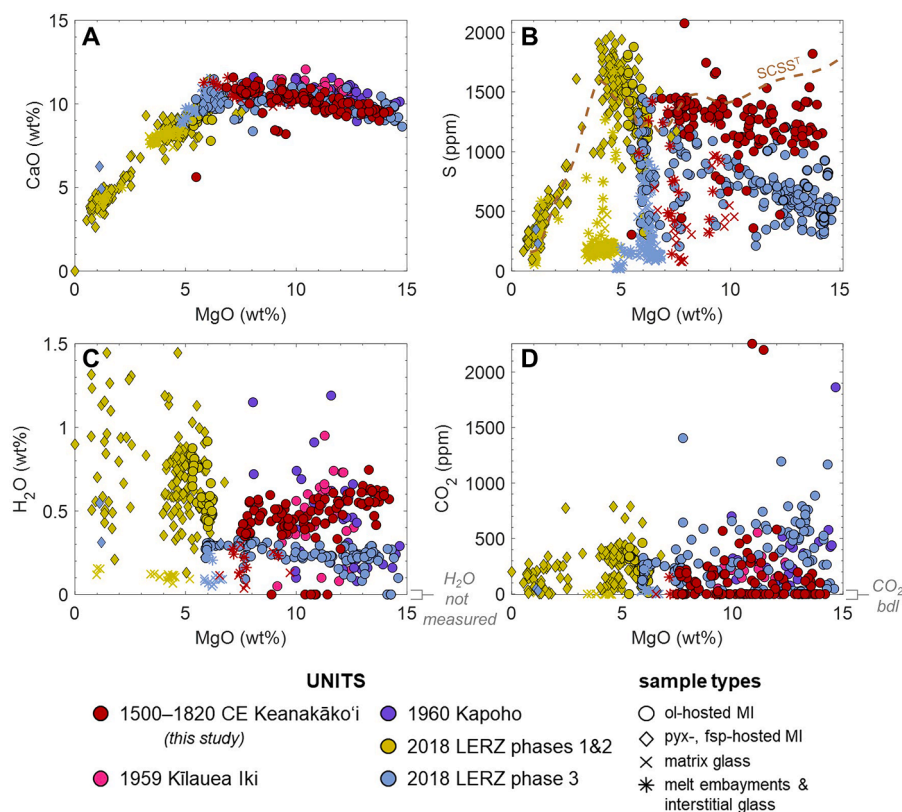 A
CaO (wt%)
15
10
5
0
0
5
10
15
MgO (wt%)
B
S (ppm)
2000
1500
1000
500
0
SCSSᵀ
0
5
10
15
MgO (wt%)
C
H₂O (wt%)
1.5
1
0.5
0
0
5
10
15
MgO (wt%)
H₂O
not
measured
D
CO₂ (ppm)
2000
1500
1000
500
0
0
5
10
15
MgO (wt%)
CO₂
bdl
UNITS
1500–1820 CE Keanakākoʻi
(this study)
1959 Kīlauea Iki
1960 Kapoho
2018 LERZ phases 1&2
2018 LERZ phase 3
sample types
ol-hosted MI
pyx-, fsp-hosted MI
matrix glass
melt embayments &
interstitial glass